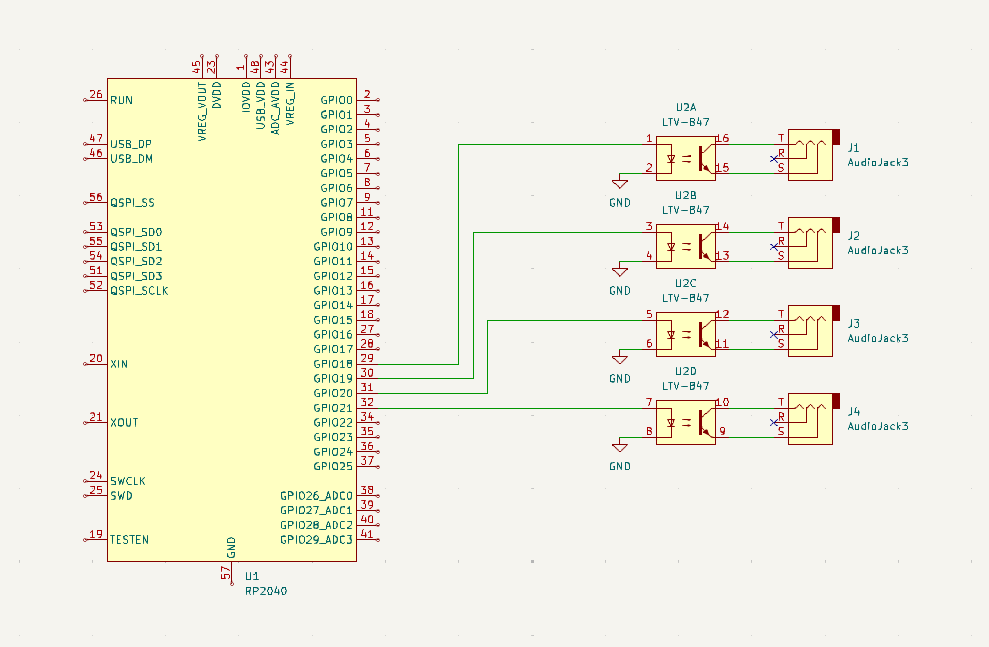 45
23
1
48
43
44
VREG_VOUT
DVDD
IOVDD
USB_VDD
ADC_AVDD
VREG_IN
26 RUN
47 USB_DP
46 USB_DM
56 QSPI_SS
53 QSPI_SD0
55 QSPI_SD1
54 QSPI_SD2
51 QSPI_SD3
52 QSPI_SCLK
20 XIN
21 XOUT
24 SWCLK
25 SWD
19 TESTEN
GPIO0 2
GPIO1 3
GPIO2 4
GPIO3 5
GPIO4 6
GPIO5 7
GPIO6 8
GPIO7 9
GPIO8 11
GPIO9 12
GPIO10 13
GPIO11 14
GPIO12 15
GPIO13 16
GPIO14 17
GPIO15 18
GPIO16 27
GPIO17 28
GPIO18 29
GPIO19 30
GPIO20 31
GPIO21 32
GPIO22 34
GPIO23 35
GPIO24 36
GPIO25 37
GPIO26_ADC0 38
GPIO27_ADC1 39
GPIO28_ADC2 40
GPIO29_ADC3 41
GND
57
U1
RP2040
U2A
LTV-847
1 16 T
R
2 15 S
GND
J1
AudioJack3
U2B
LTV-847
3 14 T
R
4 13 S
GND
J2
AudioJack3
U2C
LTV-847
5 12 T
R
6 11 S
GND
J3
AudioJack3
U2D
LTV-847
7 10 T
R
8 9 S
GND
J4
AudioJack3